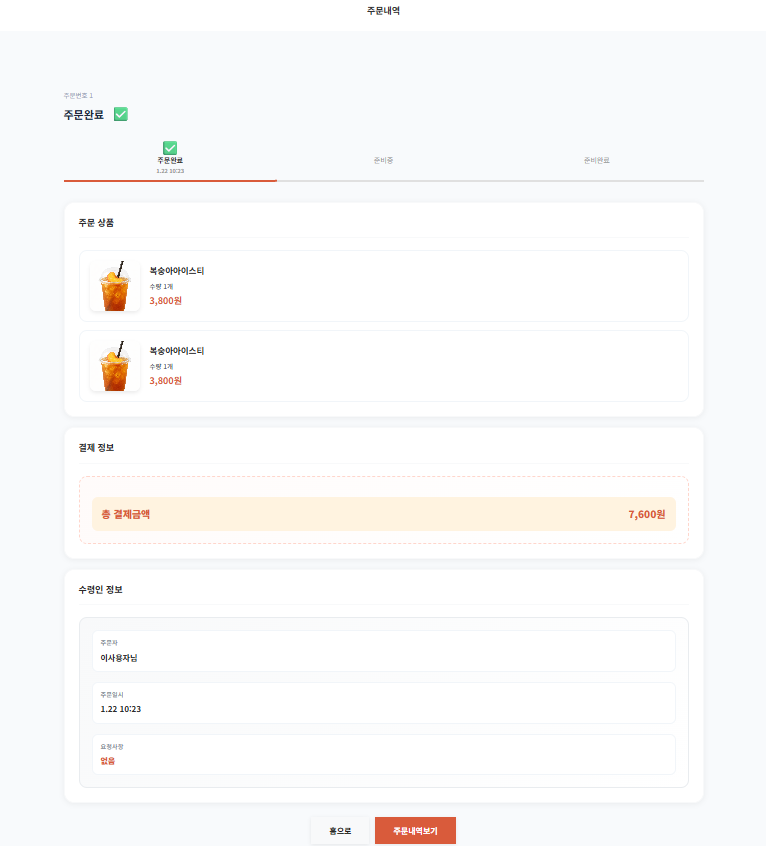 주문내역
주문번호 1
주문완료
주문완료
1.22 10:23
준비중
준비완료
주문 상품
복숭아아이스티
수량 1개
3,800원
복숭아아이스티
수량 1개
3,800원
결제 정보
총 결제금액
7,600원
수령인 정보
주문자
이사용자님
주문일시
1.22 10:23
요청사항
없음
홈으로
주문내역보기